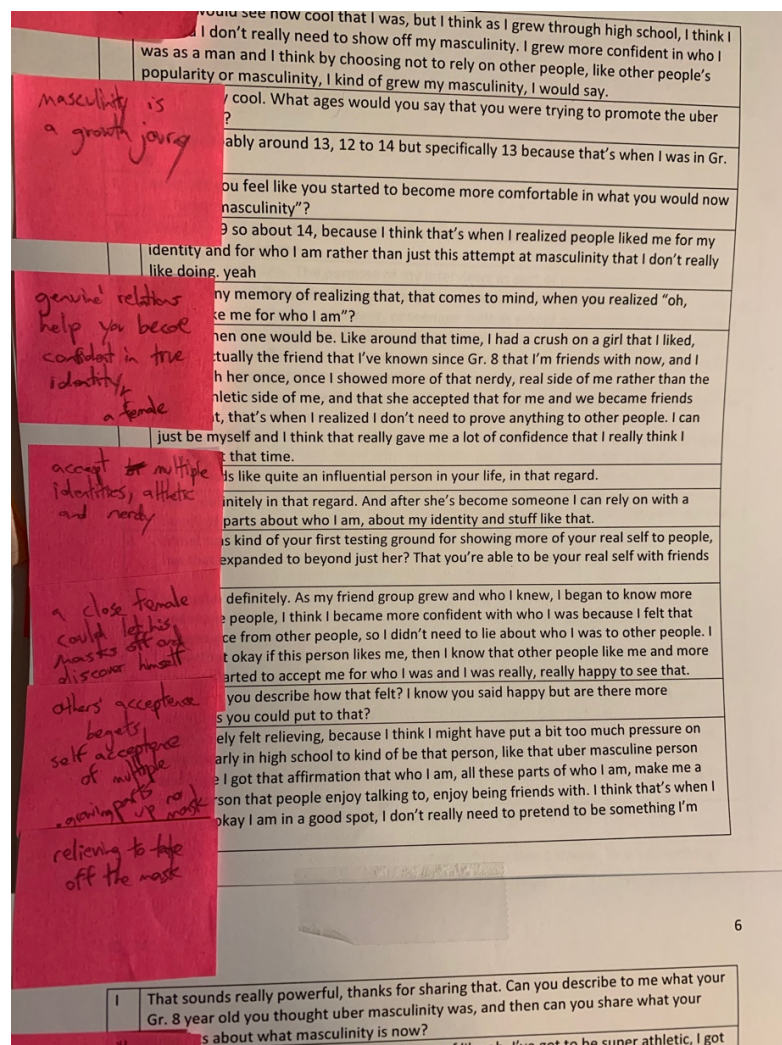 would see how cool that I was, but I think as I grew through high school, I think I
I don't really need to show off my masculinity. I grew more confident in who I
was as a man and I think by choosing not to rely on other people, like other people's
popularity or masculinity, I kind of grew my masculinity, I would say.
cool. What ages would you say that you were trying to promote the uber
?
ably around 13, 12 to 14 but specifically 13 because that's when I was in Gr.
ou feel like you started to become more comfortable in what you would now
masculinity"?
9 so about 14, because I think that's when I realized people liked me for my
identity and for who I am rather than just this attempt at masculinity that I don't really
like doing. yeah
ny memory of realizing that, that comes to mind, when you realized "oh,
ke me for who I am"?
hen one would be. Like around that time, I had a crush on a girl that I liked,
ctually the friend that I've known since Gr. 8 that I'm friends with now, and I
h her once, once I showed more of that nerdy, real side of me rather than the
hletic side of me, and that she accepted that for me and we became friends
t, that's when I realized I don't need to prove anything to other people. I can
just be myself and I think that really gave me a lot of confidence that I really think I
t that time.
ds like quite an influential person in your life, in that regard.
initely in that regard. And after she's become someone I can rely on with a
parts about who I am, about my identity and stuff like that.
s kind of your first testing ground for showing more of your real self to people,
expanded to beyond just her? That you're able to be your real self with friends
definitely. As my friend group grew and who I knew, I began to know more
e people, I think I became more confident with who I was because I felt that
ce from other people, so I didn't need to lie about who I was to other people. I
t okay if this person likes me, then I know that other people like me and more
arted to accept me for who I was and I was really, really happy to see that.
you describe how that felt? I know you said happy but are there more
s you could put to that?
ely felt relieving, because I think I might have put a bit too much pressure on
arly in high school to kind of be that person, like that uber masculine person
e I got that affirmation that who I am, all these parts of who I am, make me a
rson that people enjoy talking to, enjoy being friends with. I think that's when I
okay I am in a good spot, I don't really need to pretend to be something I'm
masculinity is
a growth journy
genuine relations
help you becoe
confident in true
identity,
a female
accept multiple
identities, athletic
and nerdy
a close female
could let his
masks off and
discover himself
others' acceptance
begets
self acceptance
of multiple
growing parts
up no mask
relieving to take
off the mask
6
I That sounds really powerful, thanks for sharing that. Can you describe to me what your
Gr. 8 year old you thought uber masculinity was, and then can you share what your
s about what masculinity is now?
got to be super athletic, I got